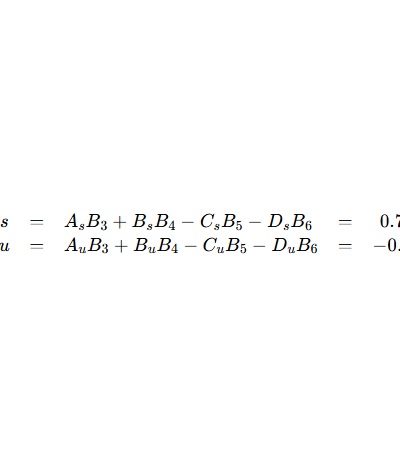 s = A_sB_3 + B_sB_4 − C_sB_5 − D_sB_6 = 0.7
u = A_uB_3 + B_uB_4 − C_uB_5 − D_uB_6 = −0.